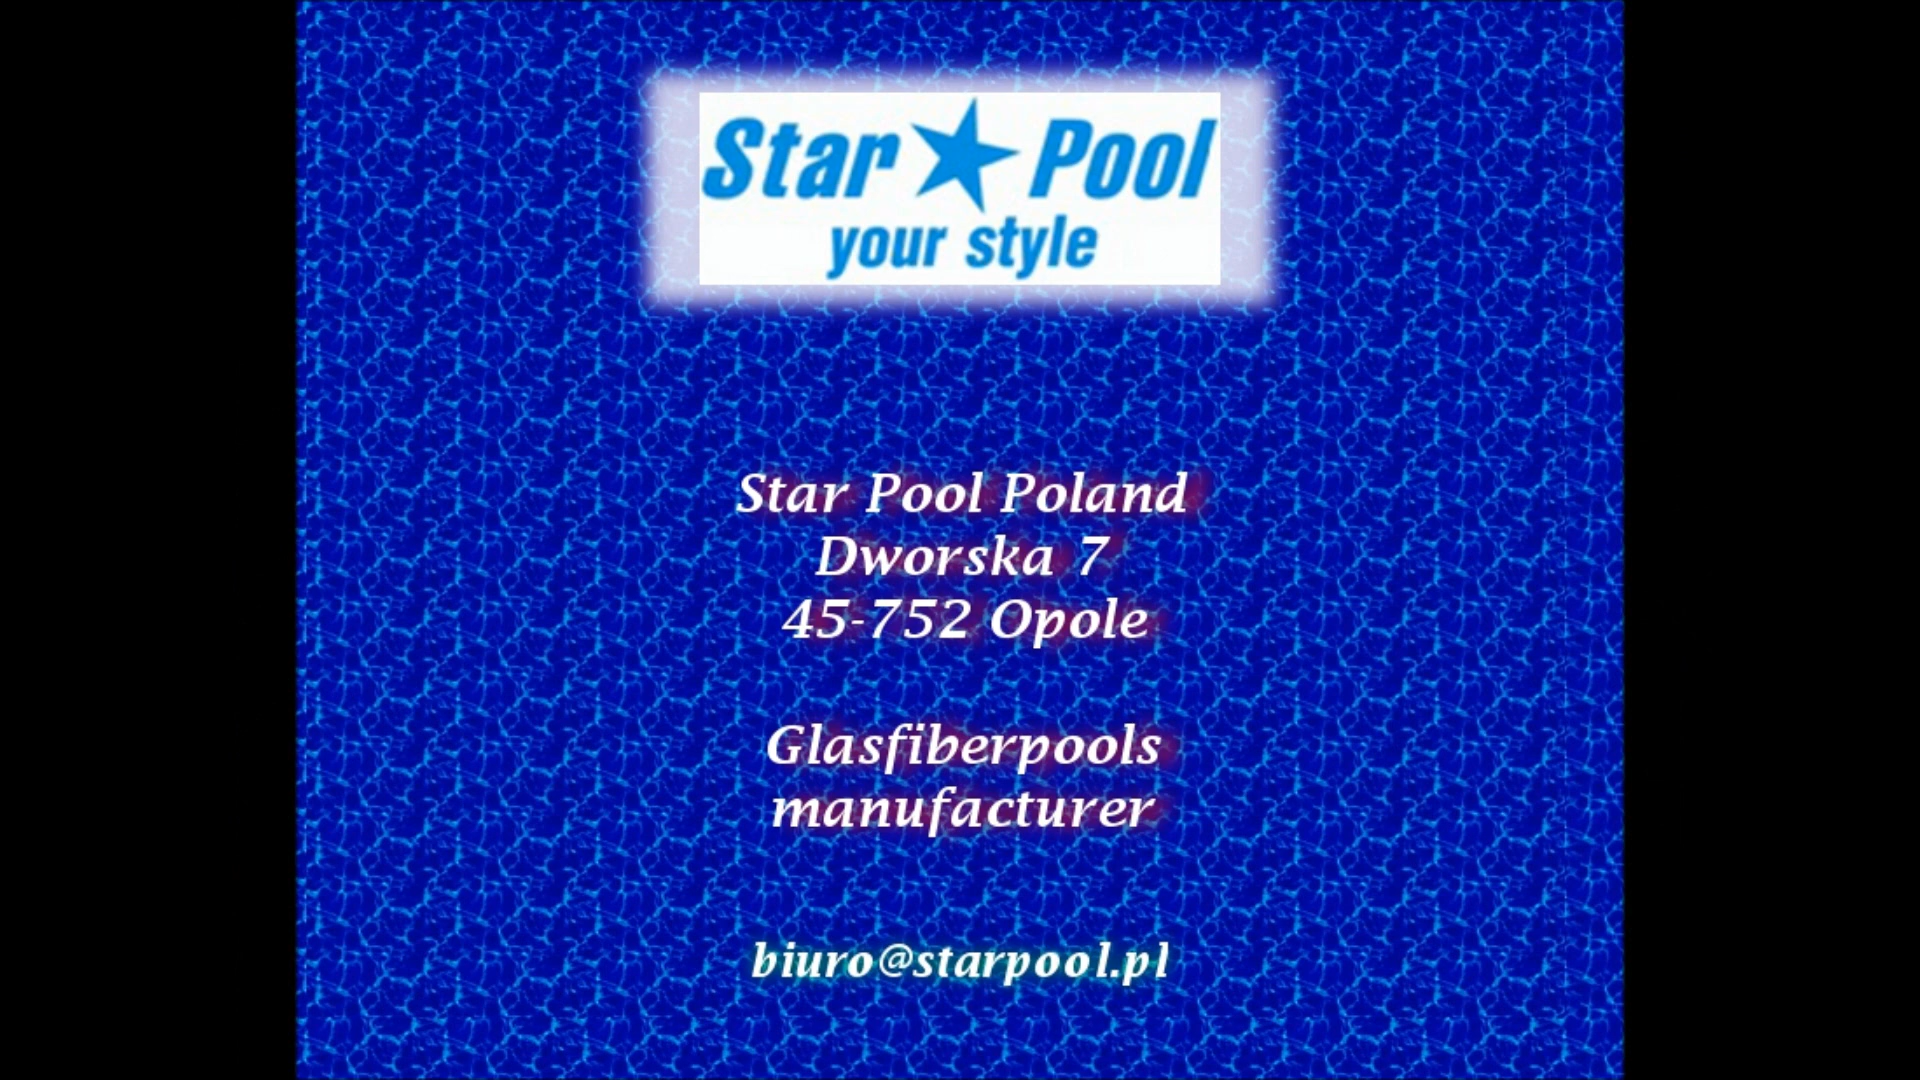 Star Pool
your style
Star Pool Poland
Dworska 7
45-752 Opole
Glasfiberpools
manufacturer
biuro@starpool.pl